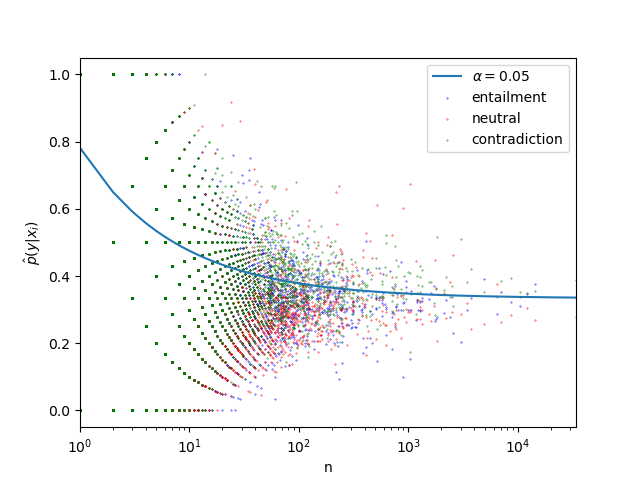 α = 0.05
entailment
neutral
contradiction
1.0
0.8
0.6
0.4
0.2
0.0
p̂(y|xᵢ)
10⁰
10¹
10²
10³
10⁴
n